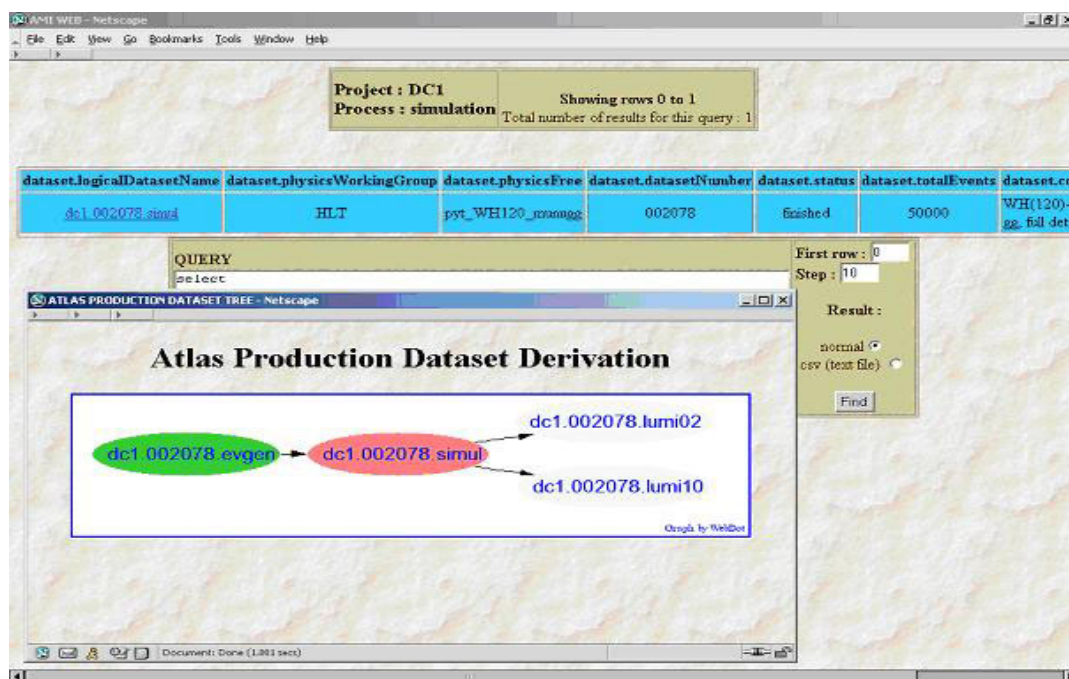 AMI WEB - Netscape
File Edit View Go Bookmarks Tools Window Help
Project : DC1
Process : simulation
Showing rows 0 to 1
Total number of results for this query : 1
dataset.logicalDatasetName dataset.physicsWorkingGroup dataset.physicsFree dataset.datasetNumber dataset.status dataset.totalEvents dataset.co
dc1.002078.simul HLT 002078 finished 50000 WH(120)-
gg, full det
QUERY
select
First row : 0
Step : 10
Result :
normal
csv (text file)
Find
ATLAS PRODUCTION DATASET TREE - Netscape
Atlas Production Dataset Derivation
dc1.002078.lumi02
dc1.002078.evgen dc1.002078.simul
dc1.002078.lumi10
Graph by WebDot
Document: Done (1.001 secs)